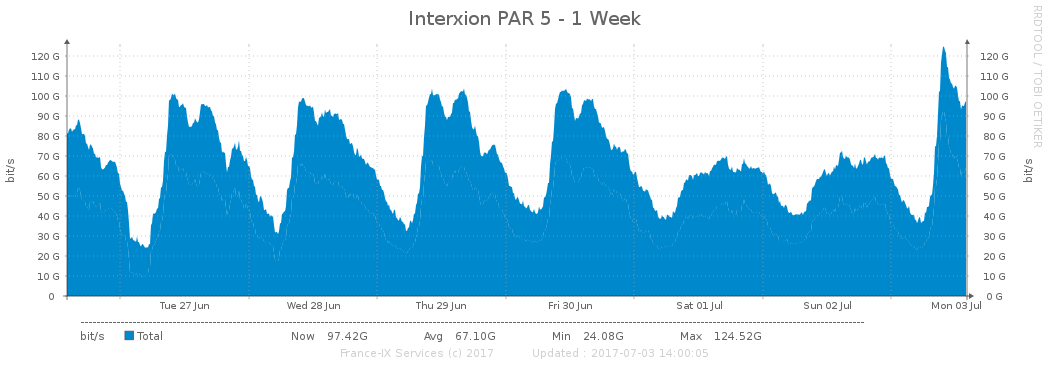 Interxion PAR 5 - 1 Week
RRDTOOL / TOBI OETIKER
bit/s
120 G
110 G
100 G
90 G
80 G
70 G
60 G
50 G
40 G
30 G
20 G
10 G
0
120 G
110 G
100 G
90 G
80 G
70 G
60 G
50 G
40 G
30 G
20 G
10 G
0 G
bit/s
Tue 27 Jun Wed 28 Jun Thu 29 Jun Fri 30 Jun Sat 01 Jul Sun 02 Jul Mon 03 Jul
bit/s Total Now 97.42G Avg 67.10G Min 24.08G Max 124.52G
France-IX Services (c) 2017 Updated : 2017-07-03 14:00:05